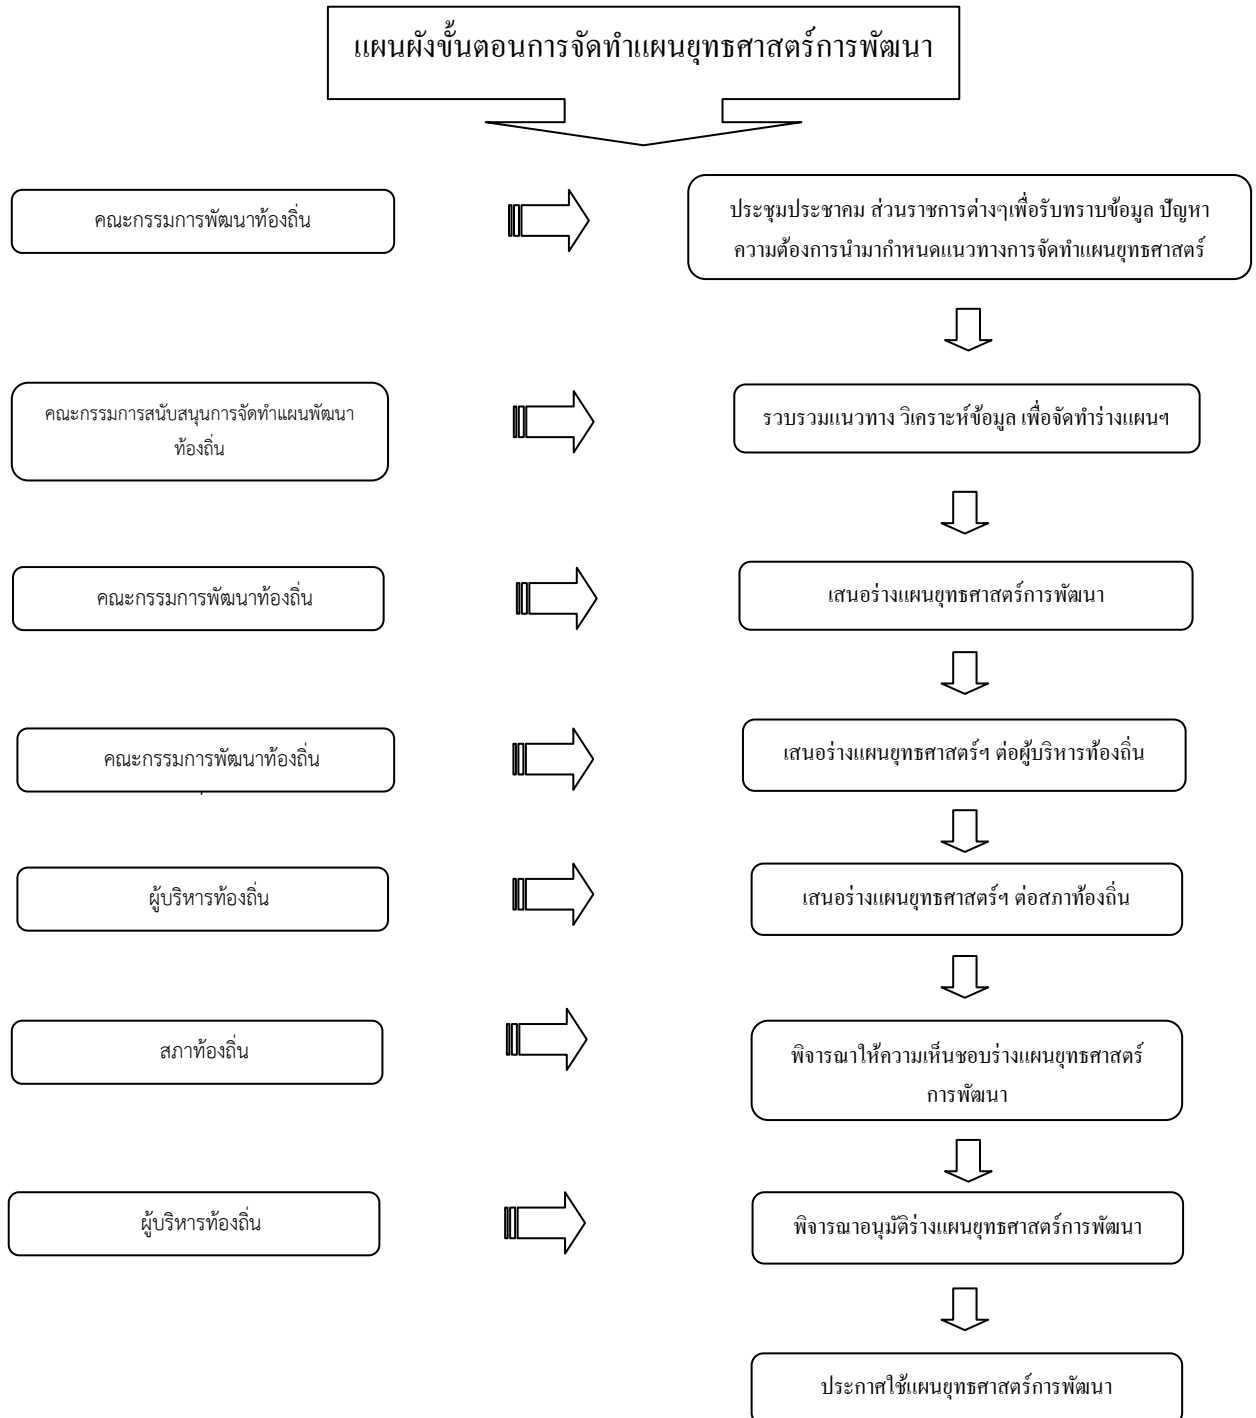 แผนผังขั้นตอนการจัดทำแผนยุทธศาสตร์การพัฒนา
คณะกรรมการพัฒนาท้องถิ่น
ประชุมประชาคม ส่วนราชการต่างๆเพื่อรับทราบข้อมูล ปัญหา
ความต้องการนำมากำหนดแนวทางการจัดทำแผนยุทธศาสตร์
คณะกรรมการสนับสนุนการจัดทำแผนพัฒนา
ท้องถิ่น
รวบรวมแนวทาง วิเคราะห์ข้อมูล เพื่อจัดทำร่างแผนฯ
คณะกรรมการพัฒนาท้องถิ่น
เสนอร่างแผนยุทธศาสตร์การพัฒนา
คณะกรรมการพัฒนาท้องถิ่น
เสนอร่างแผนยุทธศาสตร์ฯ ต่อผู้บริหารท้องถิ่น
ผู้บริหารท้องถิ่น
เสนอร่างแผนยุทธศาสตร์ฯ ต่อสภาท้องถิ่น
สภาท้องถิ่น
พิจารณาให้ความเห็นชอบร่างแผนยุทธศาสตร์
การพัฒนา
ผู้บริหารท้องถิ่น
พิจารณาอนุมัติร่างแผนยุทธศาสตร์การพัฒนา
ประกาศใช้แผนยุทธศาสตร์การพัฒนา